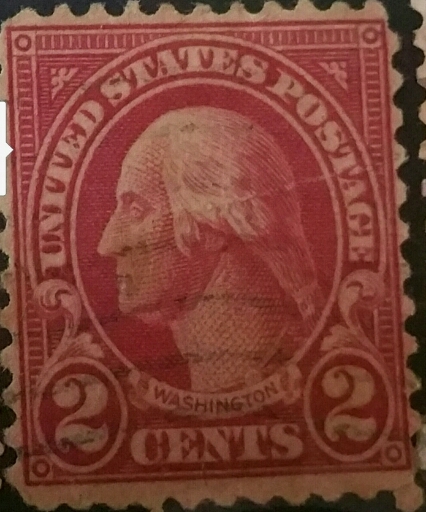 UNITED STATES POSTAGE
WASHINGTON
2 CENTS 2